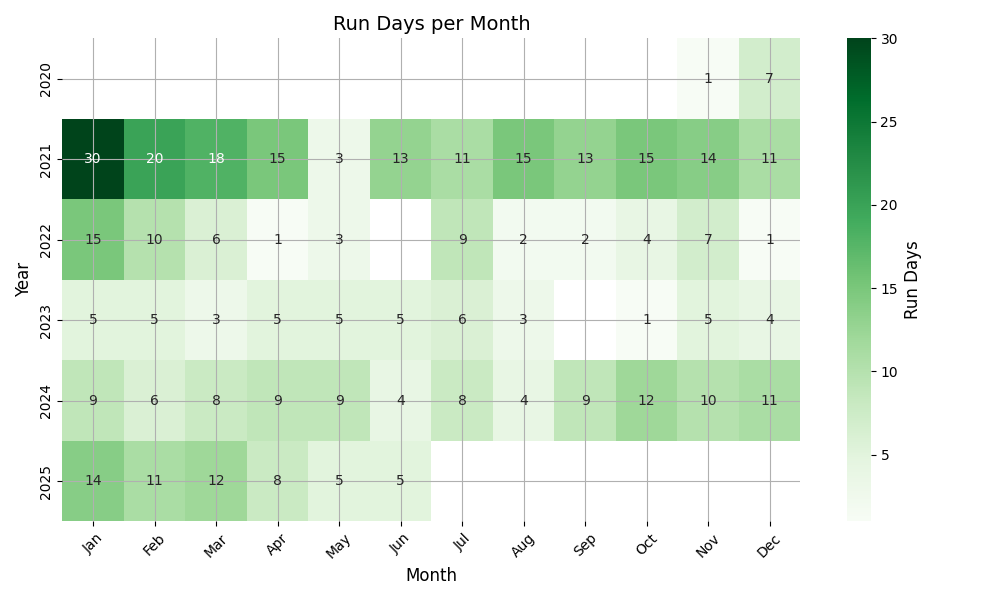 Run Days per Month
2020 1 7
2021 30 20 18 15 3 13 11 15 13 15 14 11
2022 15 10 6 1 3 9 2 2 4 7 1
2023 5 5 3 5 5 5 6 3 1 5 4
2024 9 6 8 9 9 4 8 4 9 12 10 11
2025 14 11 12 8 5 5
Jan Feb Mar Apr May Jun Jul Aug Sep Oct Nov Dec
Month
Year
30
25
20
15
10
5
Run Days